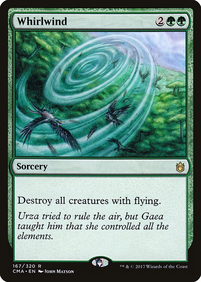 Whirlwind 2
Sorcery
Destroy all creatures with flying.
Urza tried to rule the air, but Gaea
taught him that she controlled all the
elements.
167/320 R
CMA • EN JOHN MATSON
™ & © 2017 Wizards of the Coast